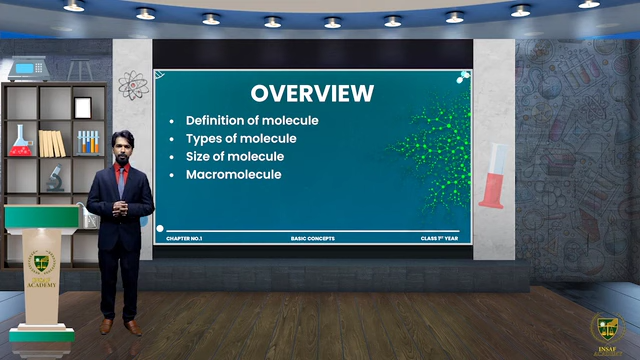 OVERVIEW
• Definition of molecule
• Types of molecule
• Size of molecule
• Macromolecule
CHAPTER NO.1 BASIC CONCEPTS CLASS 1ST YEAR
ACADEMY
INSAF